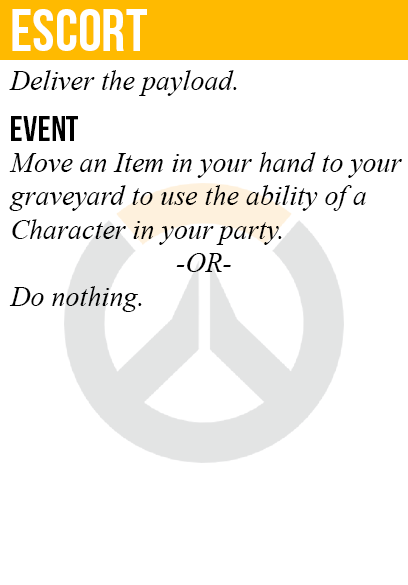 ESCORT
Deliver the payload.
EVENT
Move an Item in your hand to your
graveyard to use the ability of a
Character in your party.
-OR-
Do nothing.